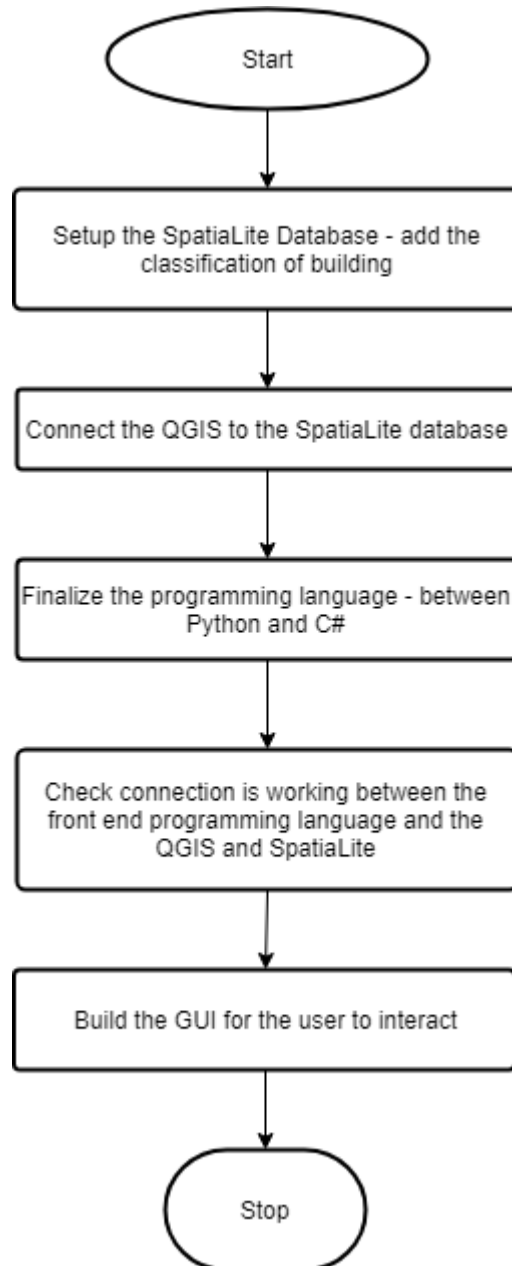 Start
Setup the SpatiaLite Database - add the
classification of building
Connect the QGIS to the SpatiaLite database
Finalize the programming language - between
Python and C#
Check connection is working between the
front end programming language and the
QGIS and SpatiaLite
Build the GUI for the user to interact
Stop